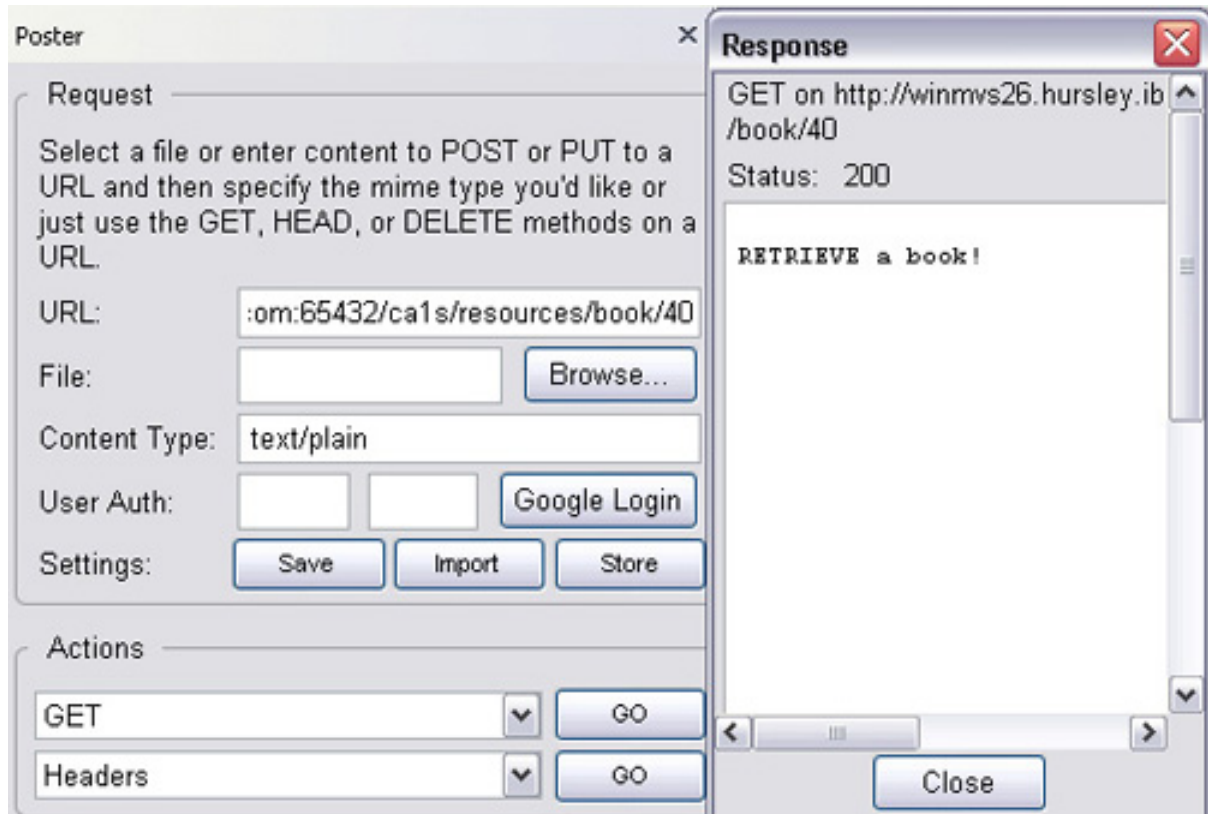 Poster
Request
Select a file or enter content to POST or PUT to a
URL and then specify the mime type you'd like or
just use the GET, HEAD, or DELETE methods on a
URL.
URL: :om:65432/ca1s/resources/book/40
File: Browse...
Content Type: text/plain
User Auth: Google Login
Settings: Save Import Store
Actions
GET GO
Headers GO
Response
GET on http://winmvs26.hursley.ib
/book/40
Status: 200
RETRIEVE a book!
Close